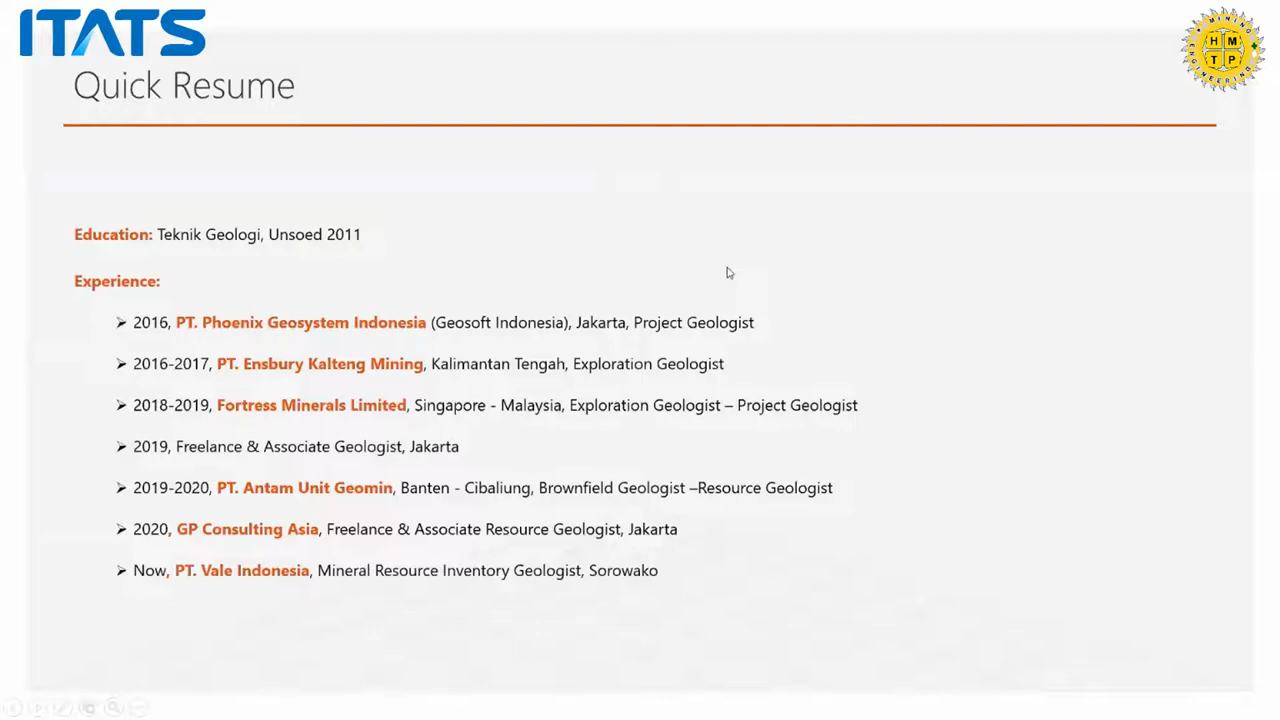 ITATS
MINING ENGINEERING
H M
T P
Quick Resume
Education: Teknik Geologi, Unsoed 2011
Experience:
➢ 2016, PT. Phoenix Geosystem Indonesia (Geosoft Indonesia), Jakarta, Project Geologist
➢ 2016-2017, PT. Ensbury Kalteng Mining, Kalimantan Tengah, Exploration Geologist
➢ 2018-2019, Fortress Minerals Limited, Singapore - Malaysia, Exploration Geologist – Project Geologist
➢ 2019, Freelance & Associate Geologist, Jakarta
➢ 2019-2020, PT. Antam Unit Geomin, Banten - Cibaliung, Brownfield Geologist –Resource Geologist
➢ 2020, GP Consulting Asia, Freelance & Associate Resource Geologist, Jakarta
➢ Now, PT. Vale Indonesia, Mineral Resource Inventory Geologist, Sorowako